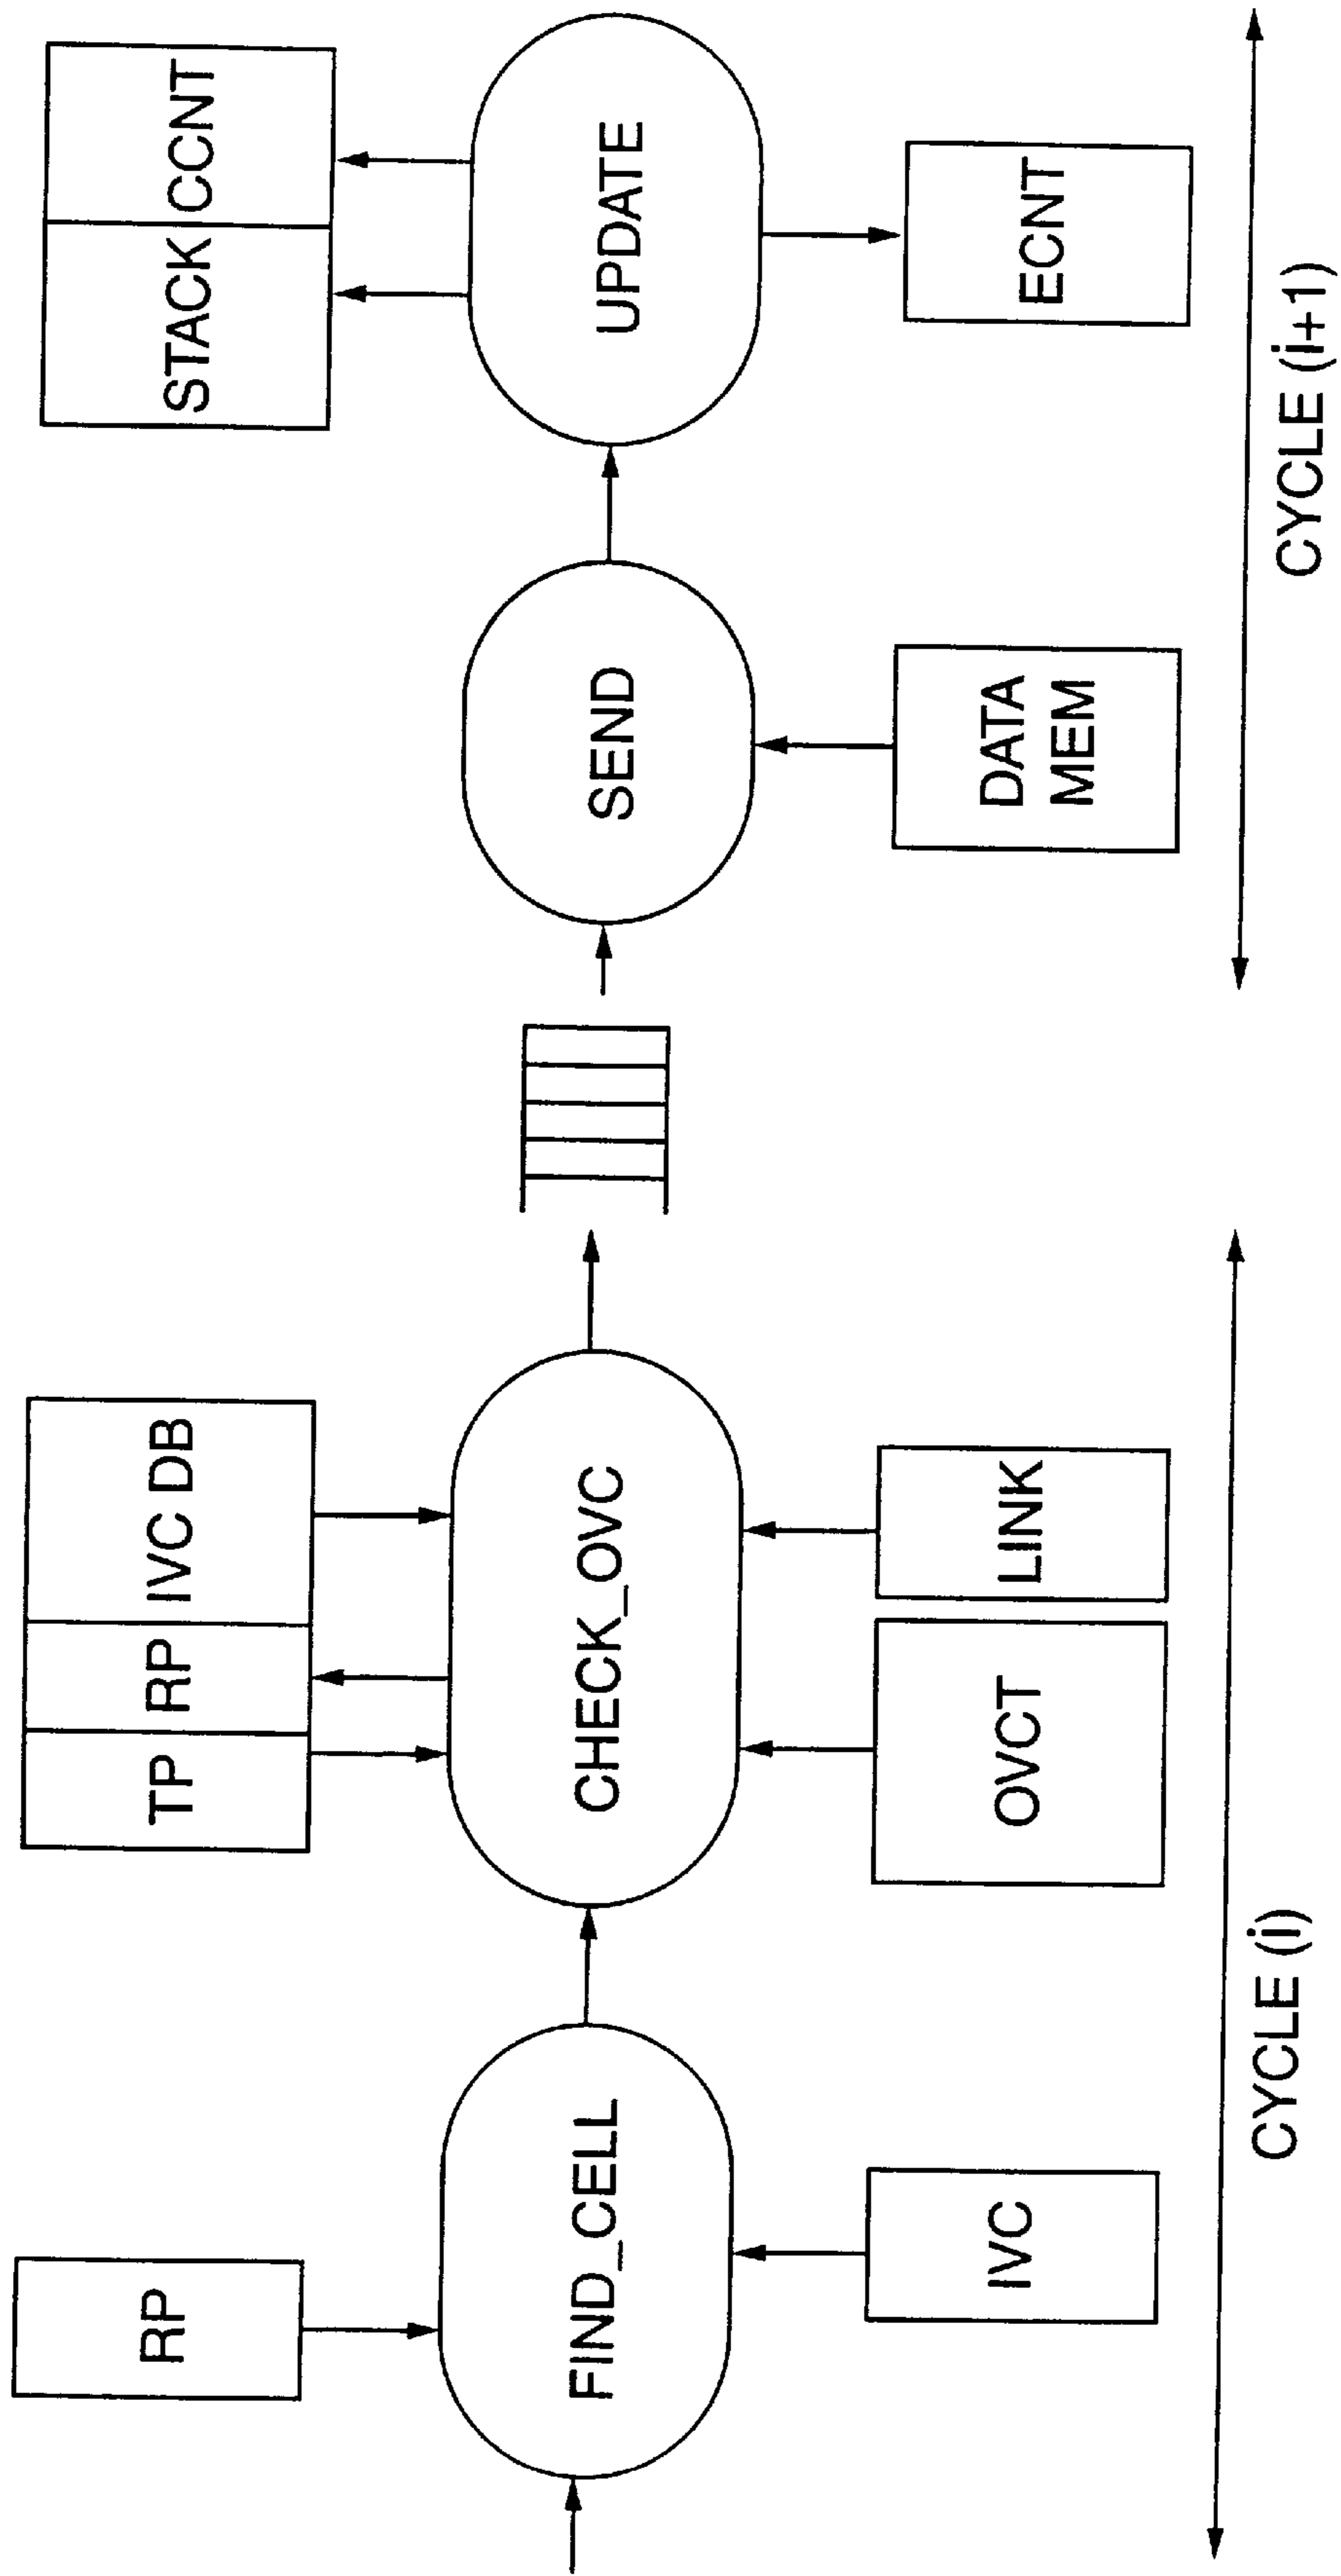 RP
TP
RP
IVC DB
STACK
CCNT
FIND_CELL
CHECK_OVC
SEND
UPDATE
IVC
OVCT
LINK
DATA
MEM
ECNT
CYCLE (i)
CYCLE (i+1)